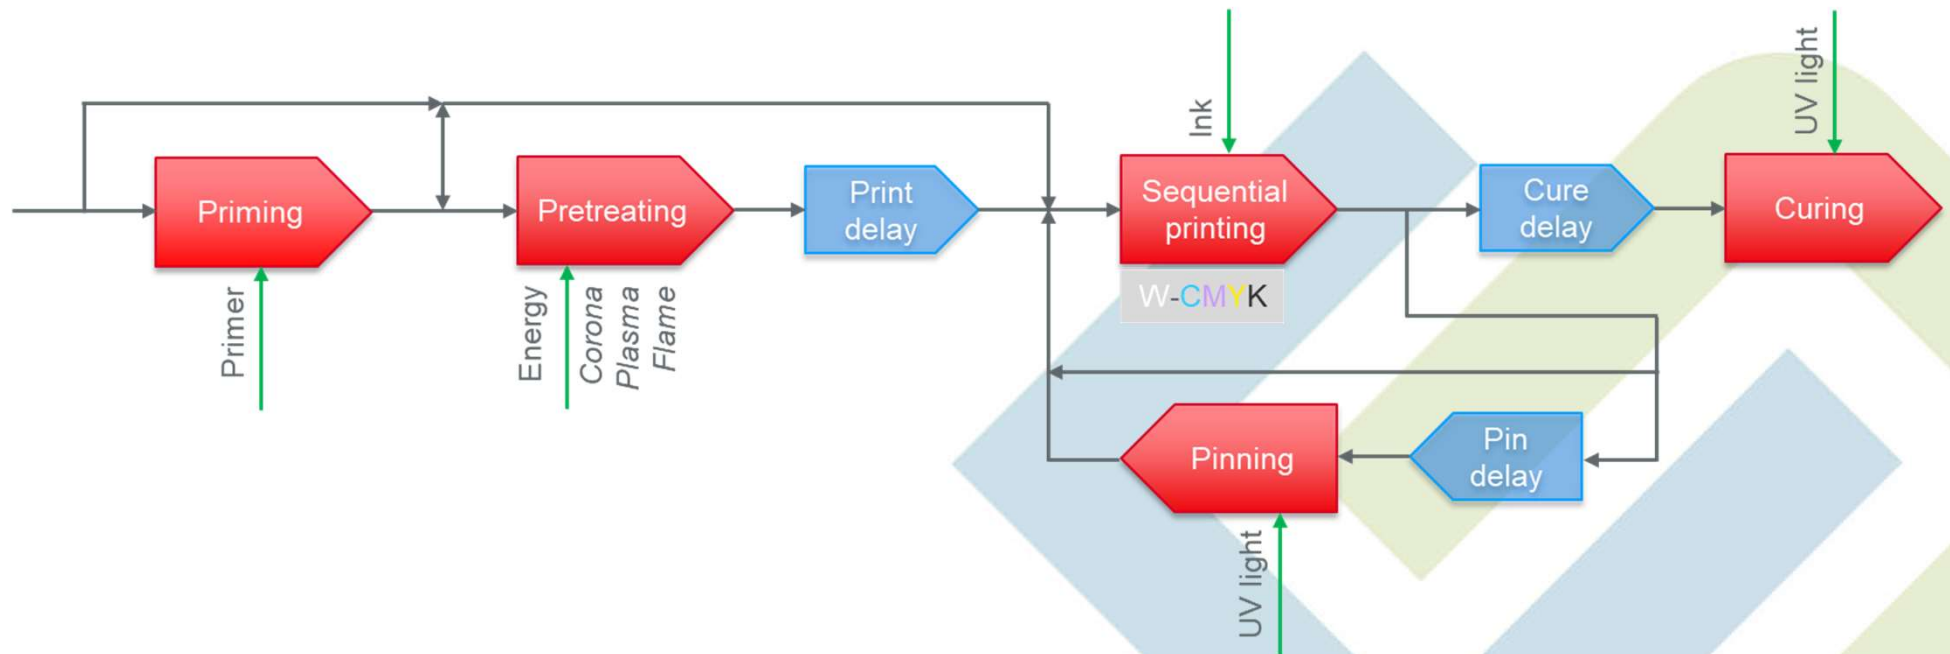 Ink
UV light
Priming
Pretreating
Print
delay
Sequential
printing
Cure
delay
Curing
W-CMYK
Primer
Energy
Corona
Plasma
Flame
Pinning
Pin
delay
UV light